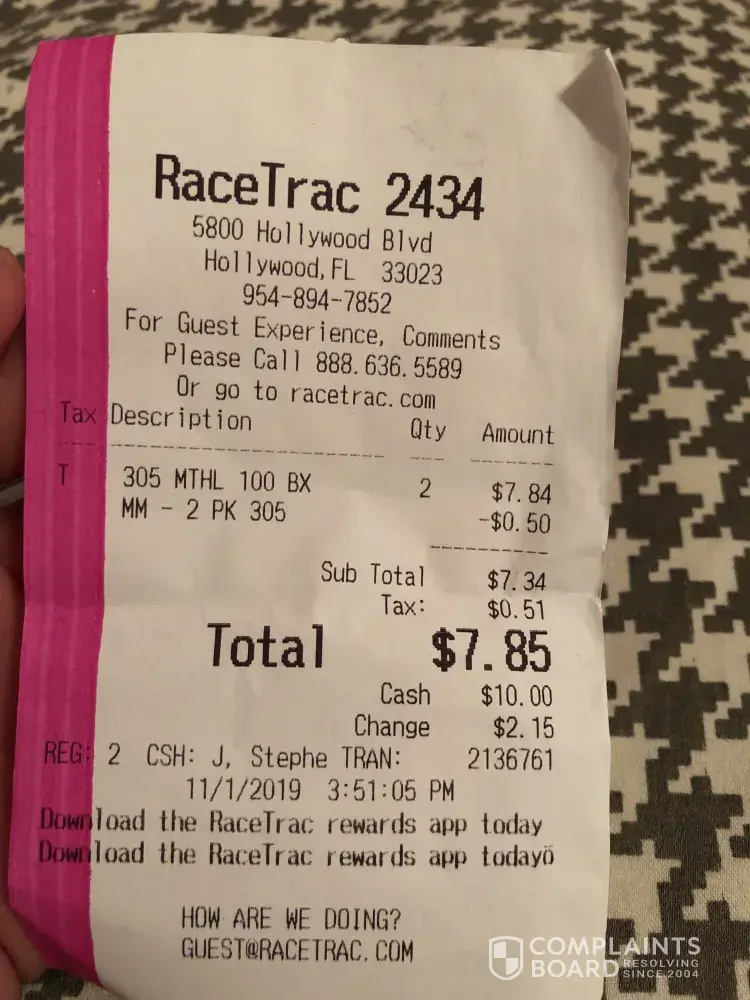 RaceTrac 2434
5800 Hollywood Blvd
Hollywood, FL 33023
954-894-7852
For Guest Experience, Comments
Please Call 888.636.5589
Or go to racetrac.com
Tax Description Qty Amount
T 305 MTHL 100 BX 2 $7.84
MM - 2 PK 305 -$0.50
Sub Total $7.34
Tax: $0.51
Total $7.85
Cash $10.00
Change $2.15
REG: 2 CSH: J, Stephe TRAN: 2136761
11/1/2019 3:51:05 PM
Download the RaceTrac rewards app today
Download the RaceTrac rewards app todayö
HOW ARE WE DOING?
GUEST@RACETRAC.COM
COMPLAINTS
BOARD RESOLVING
SINCE 2004